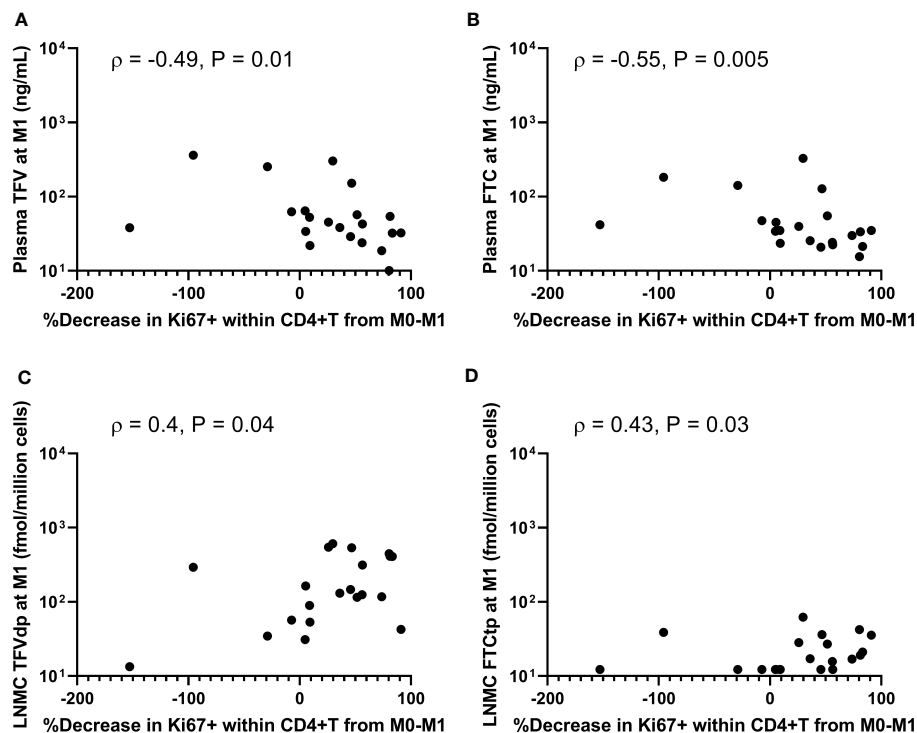 A
ρ = -0.49, P = 0.01
Plasma TFV at M1 (ng/mL)
10⁴
10³
10²
10¹
-200 -100 0 100
%Decrease in Ki67+ within CD4+T from M0-M1
B
ρ = -0.55, P = 0.005
Plasma FTC at M1 (ng/mL)
10⁴
10³
10²
10¹
-200 -100 0 100
%Decrease in Ki67+ within CD4+T from M0-M1
C
ρ = 0.4, P = 0.04
LNMC TFVdp at M1 (fmol/million cells)
10⁴
10³
10²
10¹
-200 -100 0 100
%Decrease in Ki67+ within CD4+T from M0-M1
D
ρ = 0.43, P = 0.03
LNMC FTCtp at M1 (fmol/million cells)
10⁴
10³
10²
10¹
-200 -100 0 100
%Decrease in Ki67+ within CD4+T from M0-M1